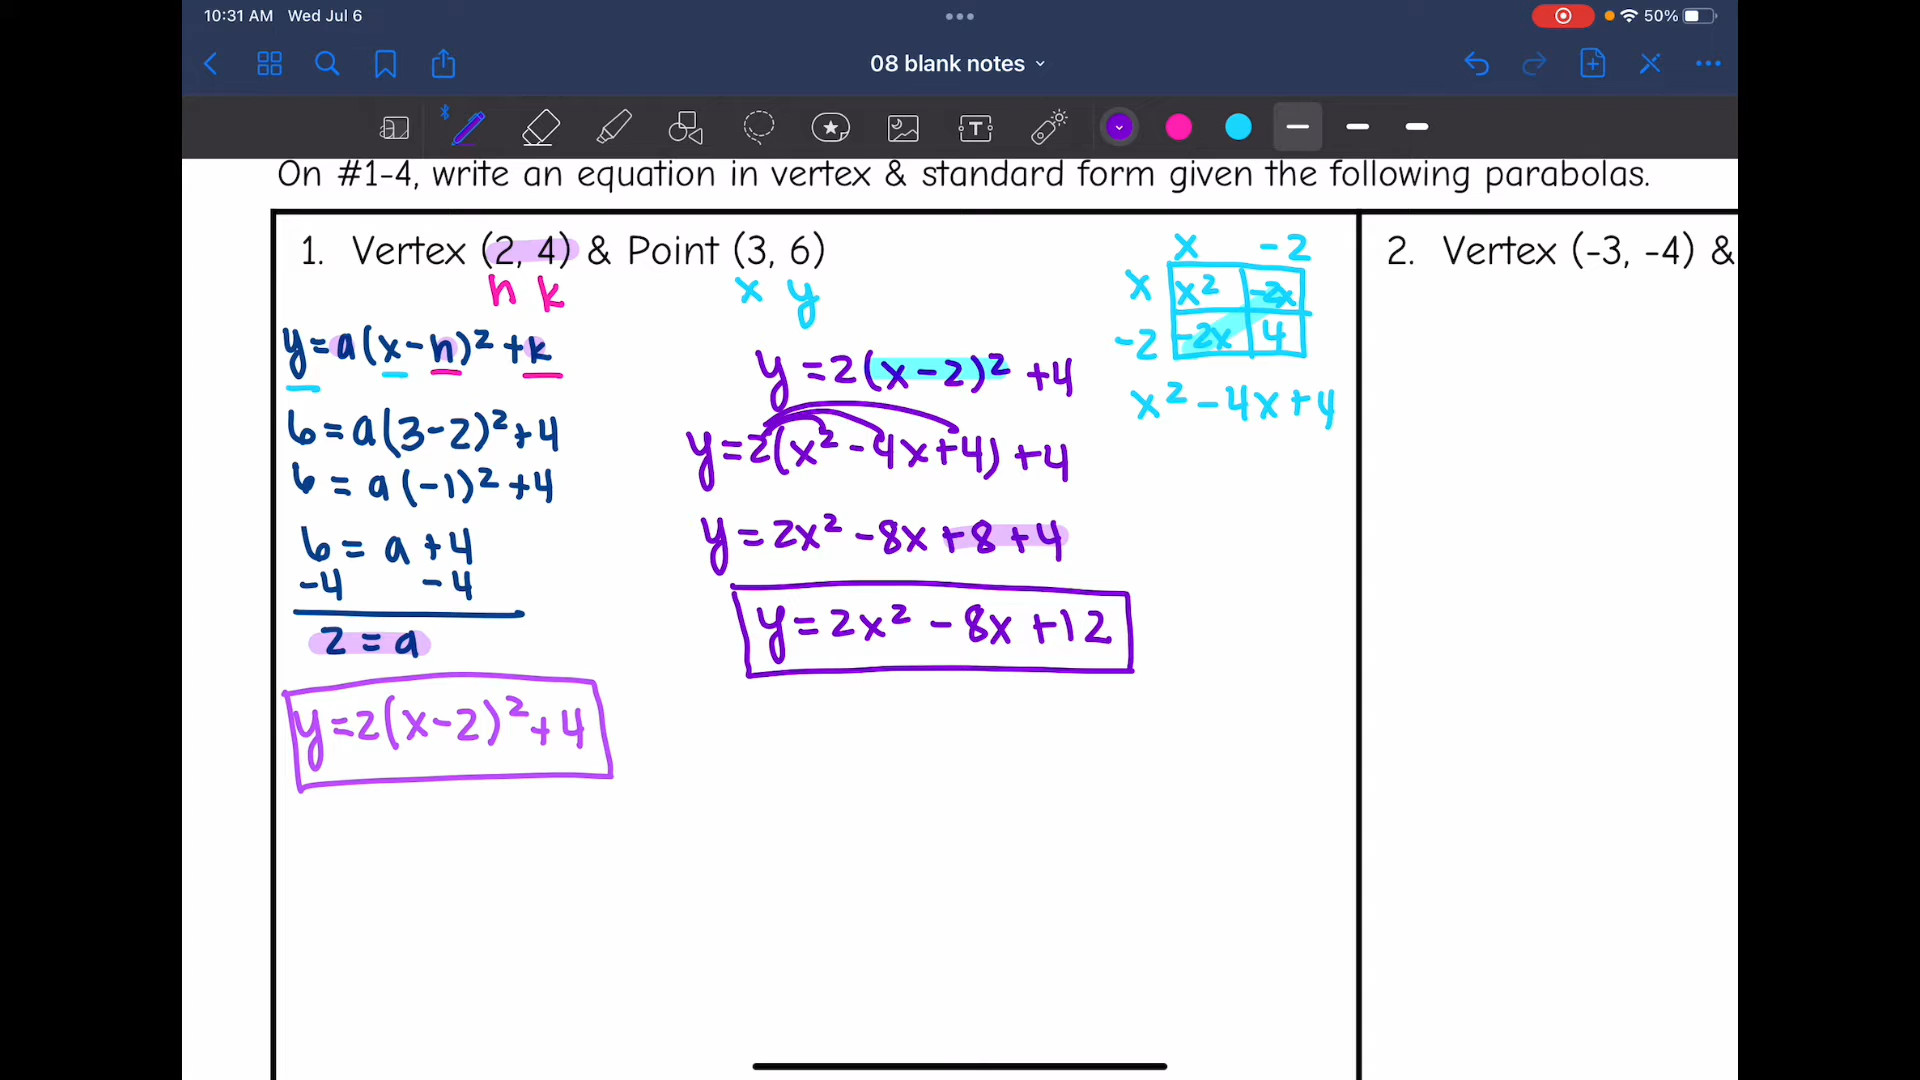 10:31 AM Wed Jul 6
50%
08 blank notes
On #1-4, write an equation in vertex & standard form given the following parabolas.
1. Vertex (2, 4) & Point (3, 6)
h k
x y
y=a(x-h)²+k
6=a(3-2)²+4
6=a(-1)²+4
6=a+4
-4 -4
2=a
y=2(x-2)²+4
y=2(x-2)²+4
y=2(x²-4x+4)+4
y=2x²-8x+8+4
y=2x²-8x+12
x -2
x x² -2x
-2 -2x 4
x²-4x+4
2. Vertex (-3, -4) &